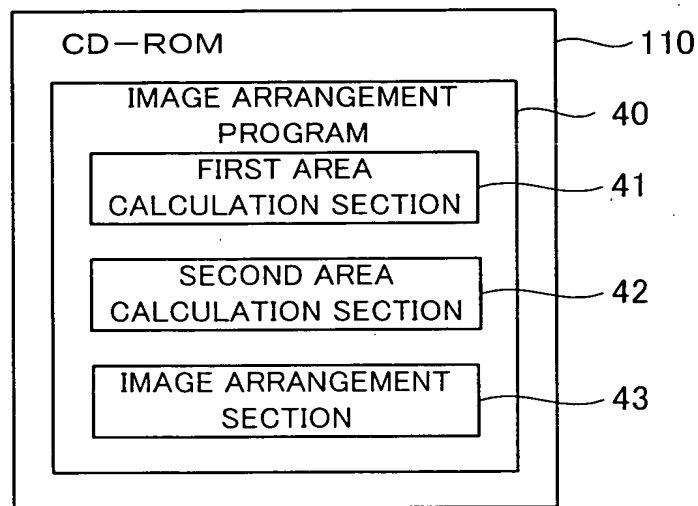 CD-ROM
110
IMAGE ARRANGEMENT
PROGRAM
40
FIRST AREA
CALCULATION SECTION
41
SECOND AREA
CALCULATION SECTION
42
IMAGE ARRANGEMENT
SECTION
43